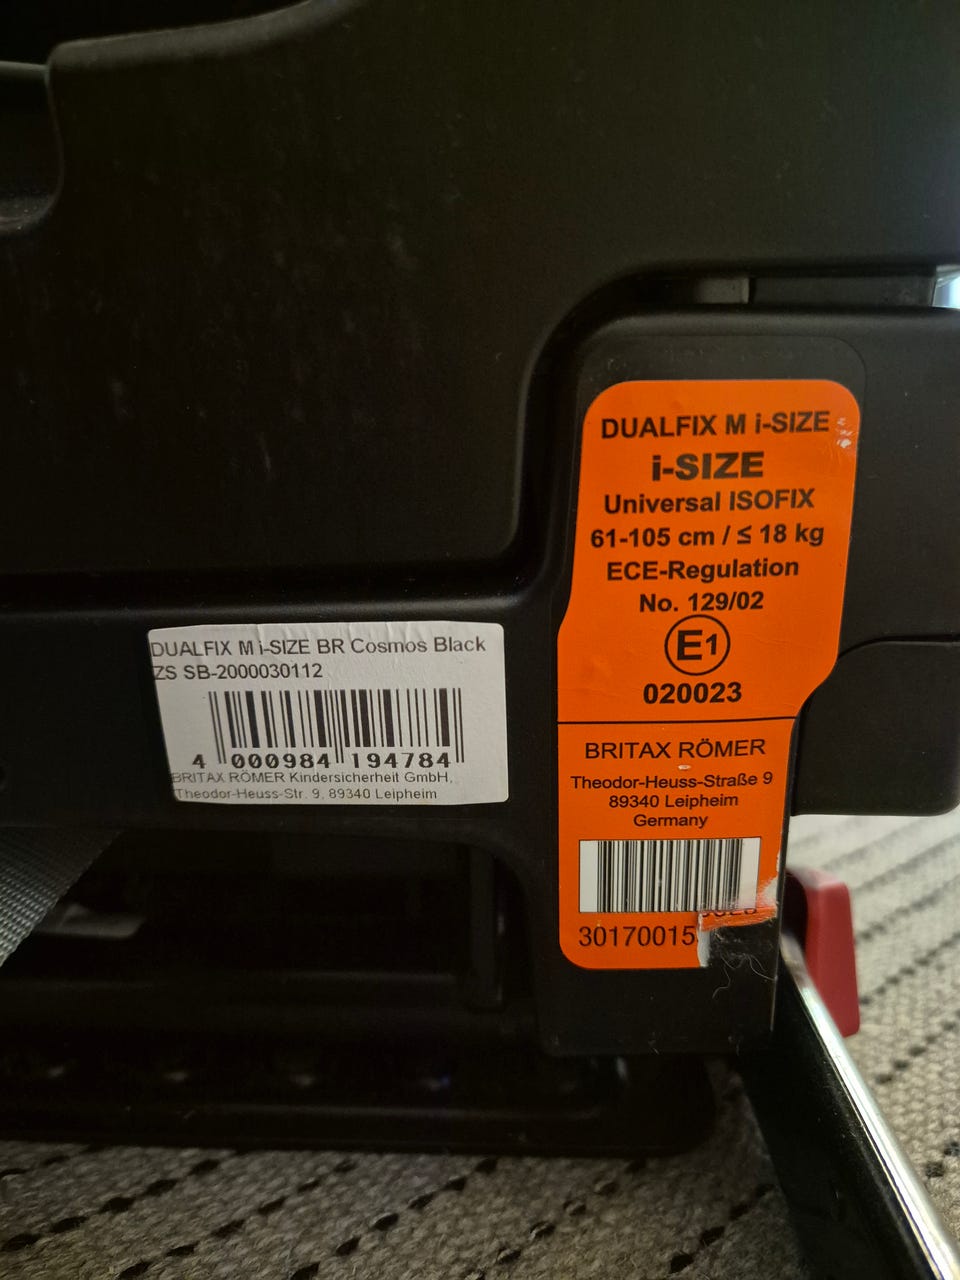 DUALFIX M i-SIZE BR Cosmos Black
ZS SB-2000030112
4 000984 194784
BRITAX RÖMER Kindersicherheit GmbH,
Theodor-Heuss-Str. 9, 89340 Leipheim
DUALFIX M i-SIZE
i-SIZE
Universal ISOFIX
61-105 cm / ≤ 18 kg
ECE-Regulation
No. 129/02
E1
020023
BRITAX RÖMER
Theodor-Heuss-Straße 9
89340 Leipheim
Germany
30170015